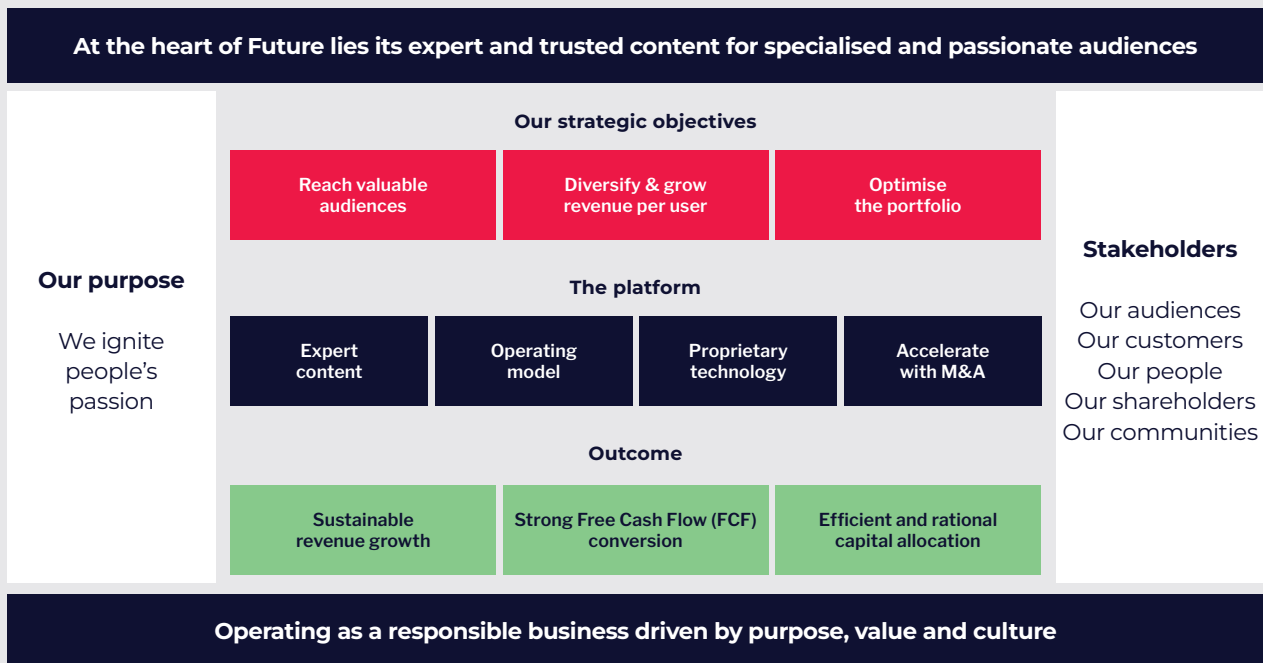 At the heart of Future lies its expert and trusted content for specialised and passionate audiences
Our purpose
We ignite
people’s
passion
Our strategic objectives
Reach valuable
audiences
Diversify & grow
revenue per user
Optimise
the portfolio
The platform
Expert
content
Operating
model
Proprietary
technology
Accelerate
with M&A
Outcome
Sustainable
revenue growth
Strong Free Cash Flow (FCF)
conversion
Efficient and rational
capital allocation
Stakeholders
Our audiences
Our customers
Our people
Our shareholders
Our communities
Operating as a responsible business driven by purpose, value and culture